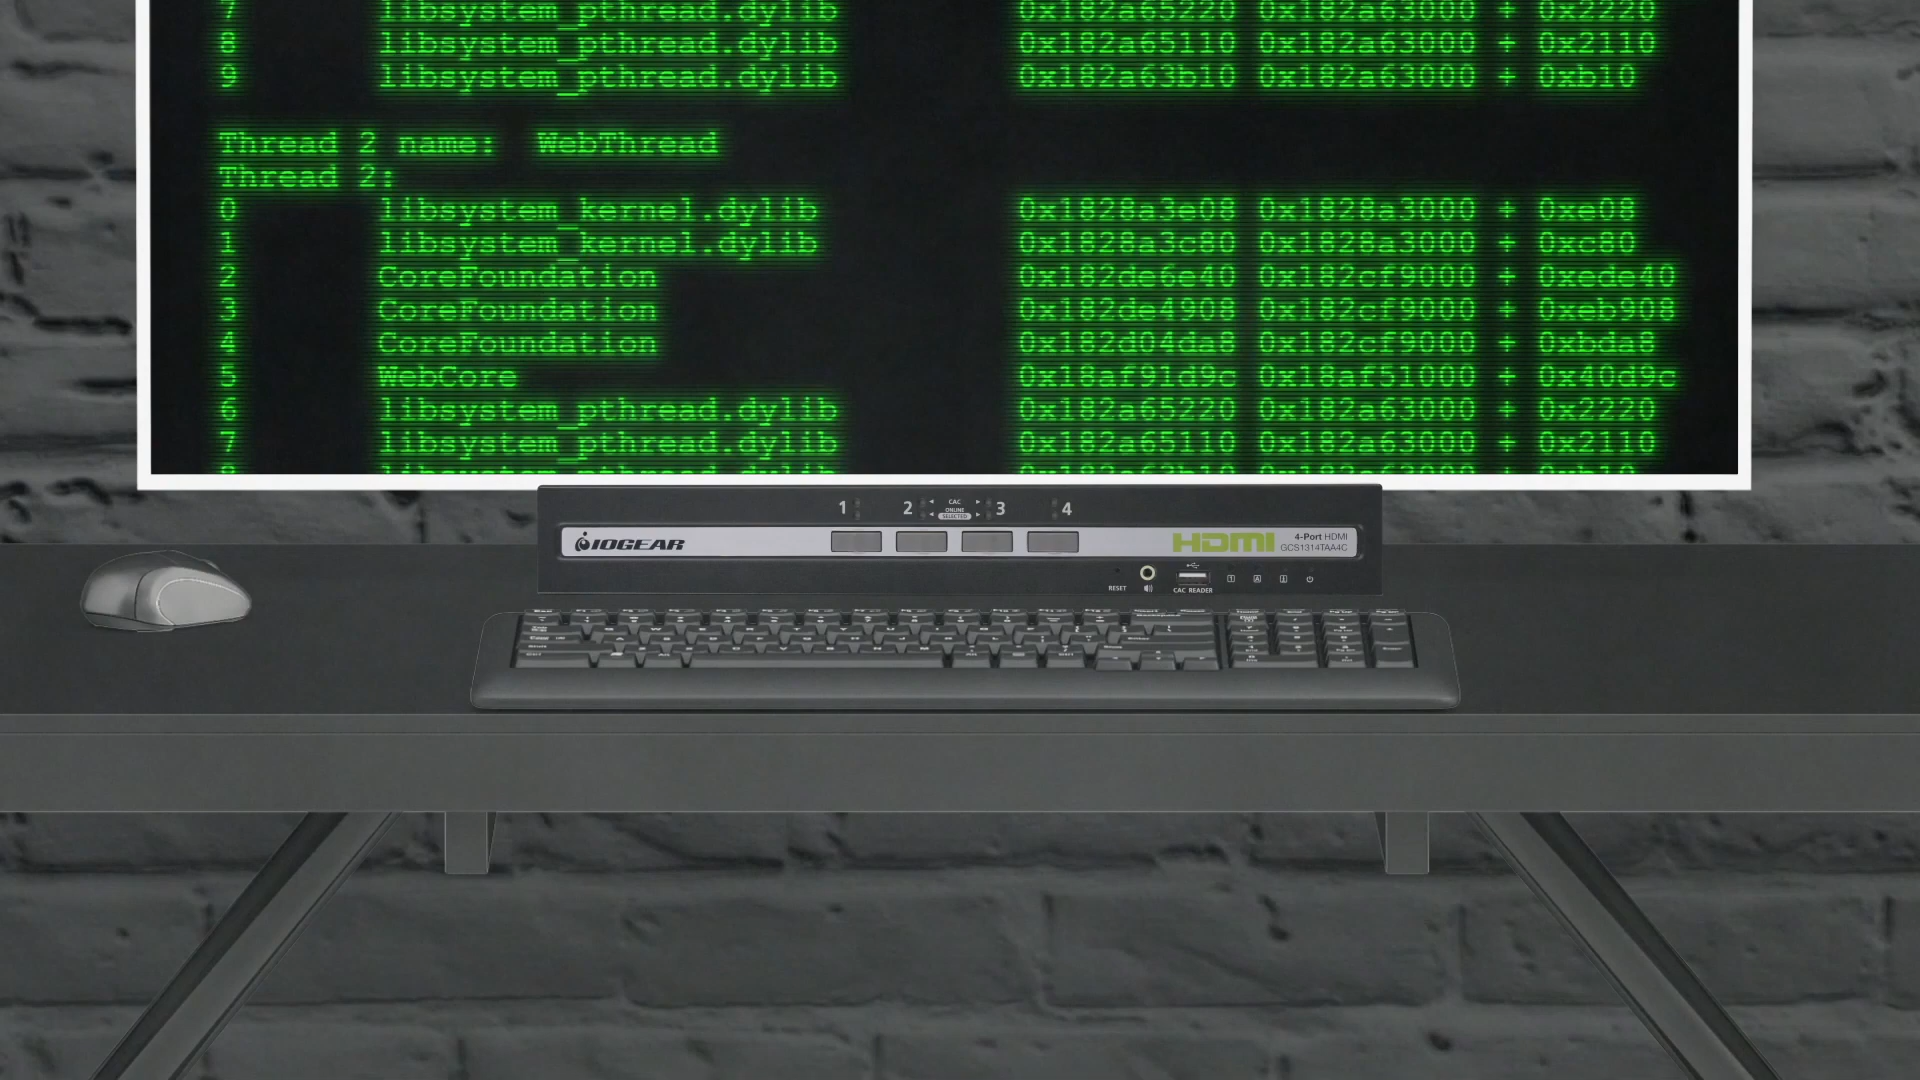 7 libsystem_pthread.dylib 0x182a65220 0x182a63000 + 0x2220
8 libsystem_pthread.dylib 0x182a65110 0x182a63000 + 0x2110
9 libsystem_pthread.dylib 0x182a63b10 0x182a63000 + 0xb10
Thread 2 name: WebThread
Thread 2:
0 libsystem_kernel.dylib 0x1828a3e08 0x1828a3000 + 0xe08
1 libsystem_kernel.dylib 0x1828a3c80 0x1828a3000 + 0xc80
2 CoreFoundation 0x182de6e40 0x182cf9000 + 0xede40
3 CoreFoundation 0x182de4908 0x182cf9000 + 0xeb908
4 CoreFoundation 0x182d04da8 0x182cf9000 + 0xbda8
5 WebCore 0x18af91d9c 0x18af51000 + 0x40d9c
6 libsystem_pthread.dylib 0x182a65220 0x182a63000 + 0x2220
7 libsystem_pthread.dylib 0x182a65110 0x182a63000 + 0x2110
1 2 CAC 3 4
ONLINE
SELECTED
IOGEAR HDMI 4-Port HDMI
GCS1314TAA4C
RESET CAC READER